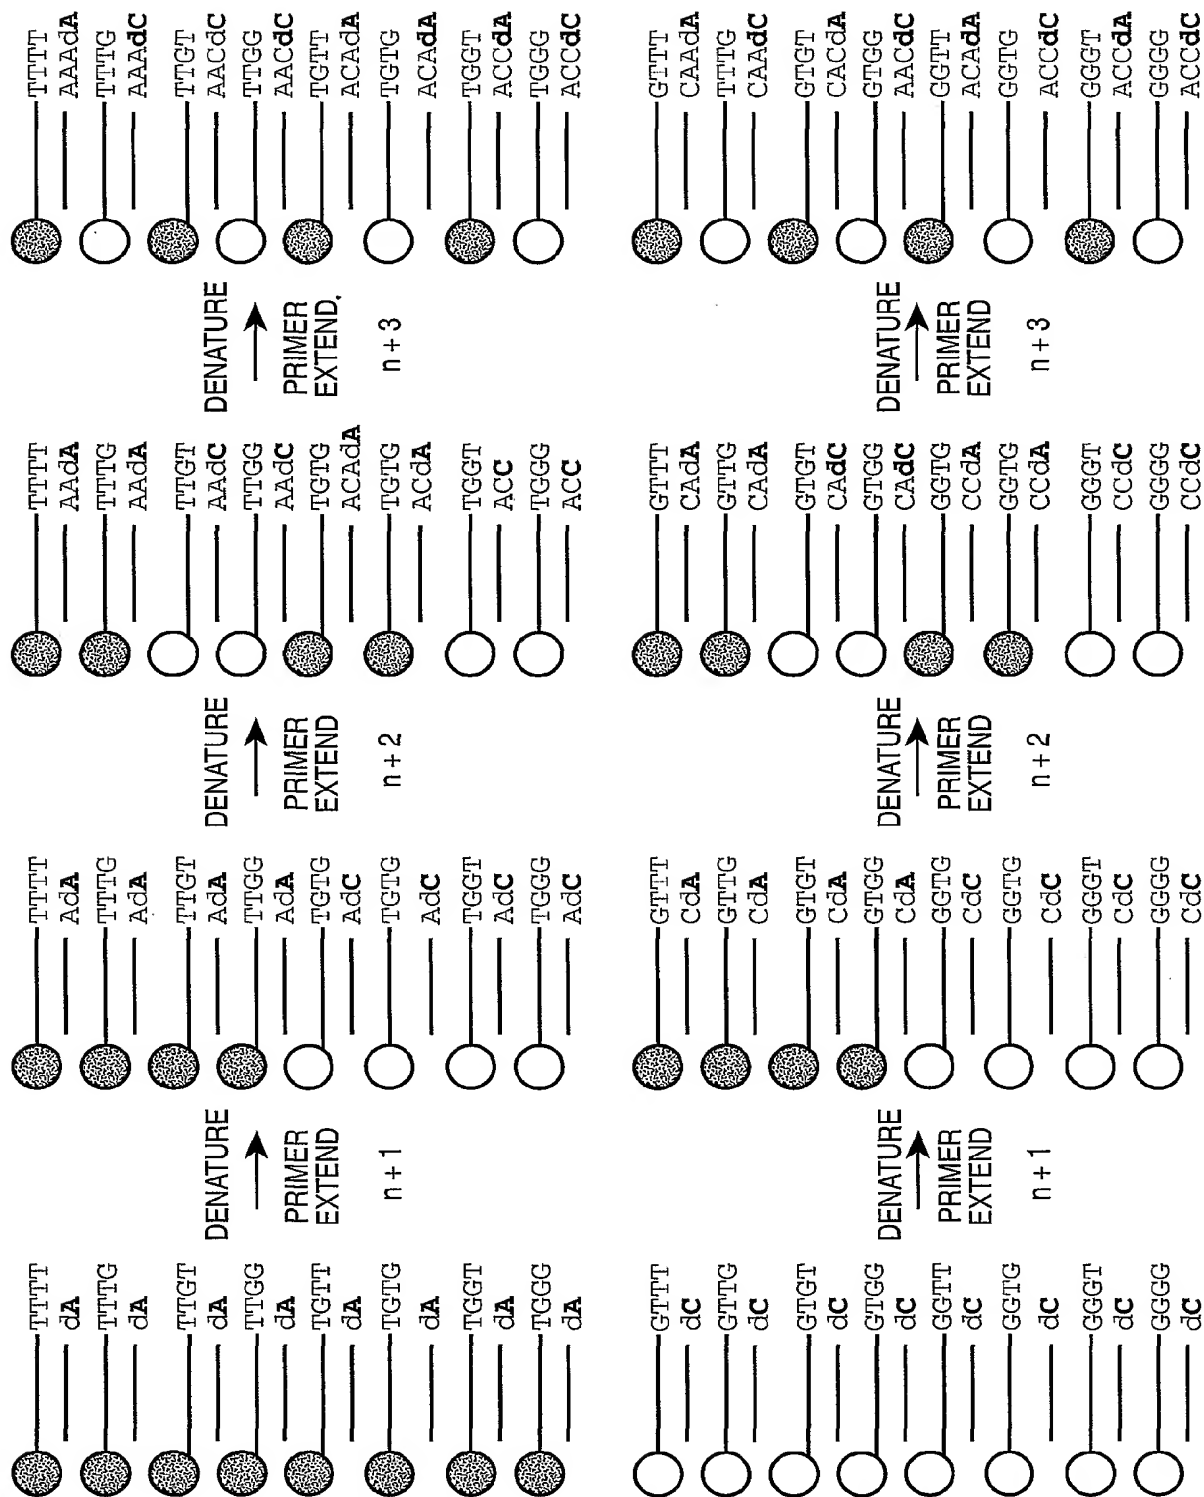 TTTT
dA
TTTG
dA
TTGT
dA
TTGG
dA
TGTT
dA
TGTG
dA
TGGT
dA
TGGG
dA
DENATURE
PRIMER
EXTEND
n + 1
TTTT
AdA
TTTG
AdA
TTGT
AdA
TTGG
AdA
TGTG
AdC
TGTG
AdC
TGGT
AdC
TGGG
AdC
DENATURE
PRIMER
EXTEND
n + 2
TTTT
AAdA
TTTG
AAdA
TTGT
AAdC
TTGG
AAdC
TGTG
ACAdA
TGTG
ACdA
TGGT
ACC
TGGG
ACC
DENATURE
PRIMER
EXTEND.
n + 3
TTTT
AAAdA
TTTG
AAAdC
TTGT
AACdC
TTGG
AACdC
TGTT
ACAdA
TGTG
ACAdA
TGGT
ACCdA
TGGG
ACCdC
GTTT
dC
GTTG
dC
GTGT
dC
GTGG
dC
GGTT
dC
GGTG
dC
GGGT
dC
GGGG
dC
DENATURE
PRIMER
EXTEND
n + 1
GTTT
CdA
GTTG
CdA
GTGT
CdA
GTGG
CdA
GGTG
CdC
GGTG
CdC
GGGT
CdC
GGGG
CdC
DENATURE
PRIMER
EXTEND
n + 2
GTTT
CAdA
GTTG
CAdA
GTGT
CAdC
GTGG
CAdC
GGTG
CCdA
GGTG
CCdA
GGGT
CCdC
GGGG
CCdC
DENATURE
PRIMER
EXTEND
n + 3
GTTT
CAAdA
TTTG
CAAdC
GTGT
CACdA
GTGG
AACdC
GGTT
ACAdA
GGTG
ACCdC
GGGT
ACCdA
GGGG
ACCdC